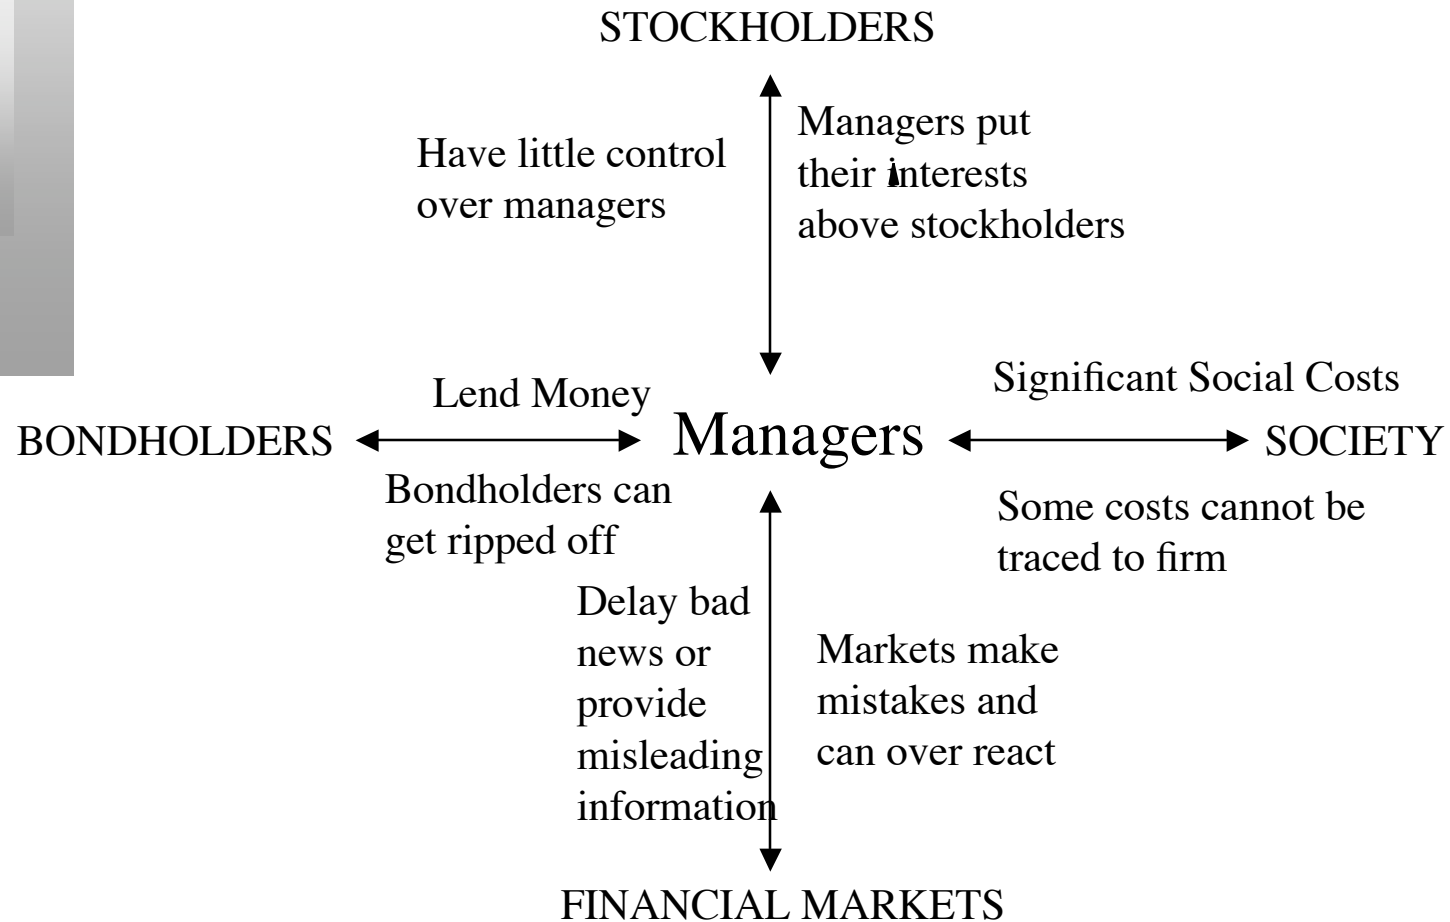 STOCKHOLDERS
Have little control
over managers
Managers put
their interests
above stockholders
Lend Money
Significant Social Costs
BONDHOLDERS
Managers
SOCIETY
Bondholders can
get ripped off
Some costs cannot be
traced to firm
Delay bad
news or
provide
misleading
information
Markets make
mistakes and
can over react
FINANCIAL MARKETS